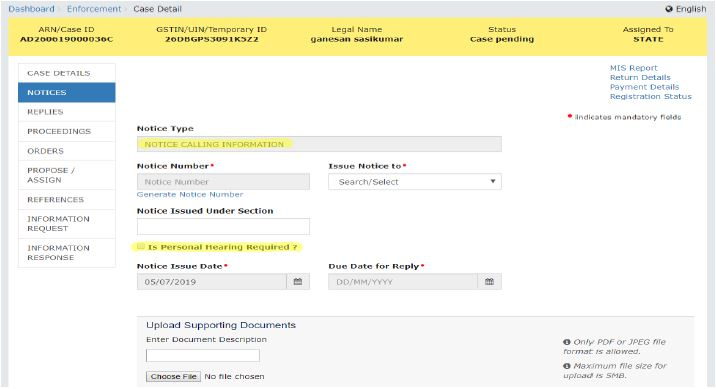 Dashboard › Enforcement › Case Detail
English
ARN/Case ID GSTIN/UIN/Temporary ID Legal Name Status Assigned To
AD260619000036C 26DBGPS3091K5Z2 ganesan sasikumar Case pending STATE
CASE DETAILS
NOTICES
REPLIES
PROCEEDINGS
ORDERS
PROPOSE /
ASSIGN
REFERENCES
INFORMATION
REQUEST
INFORMATION
RESPONSE
MIS Report
Return Details
Payment Details
Registration Status
• indicates mandatory fields
Notice Type
NOTICE CALLING INFORMATION
Notice Number• Issue Notice to•
Notice Number Search/Select
Generate Notice Number
Notice Issued Under Section
Is Personal Hearing Required ?
Notice Issue Date• Due Date for Reply•
05/07/2019 DD/MM/YYYY
Upload Supporting Documents
Enter Document Description
Choose File No file chosen
Only PDF or JPEG file
format is allowed.
Maximum file size for
upload is 5MB.